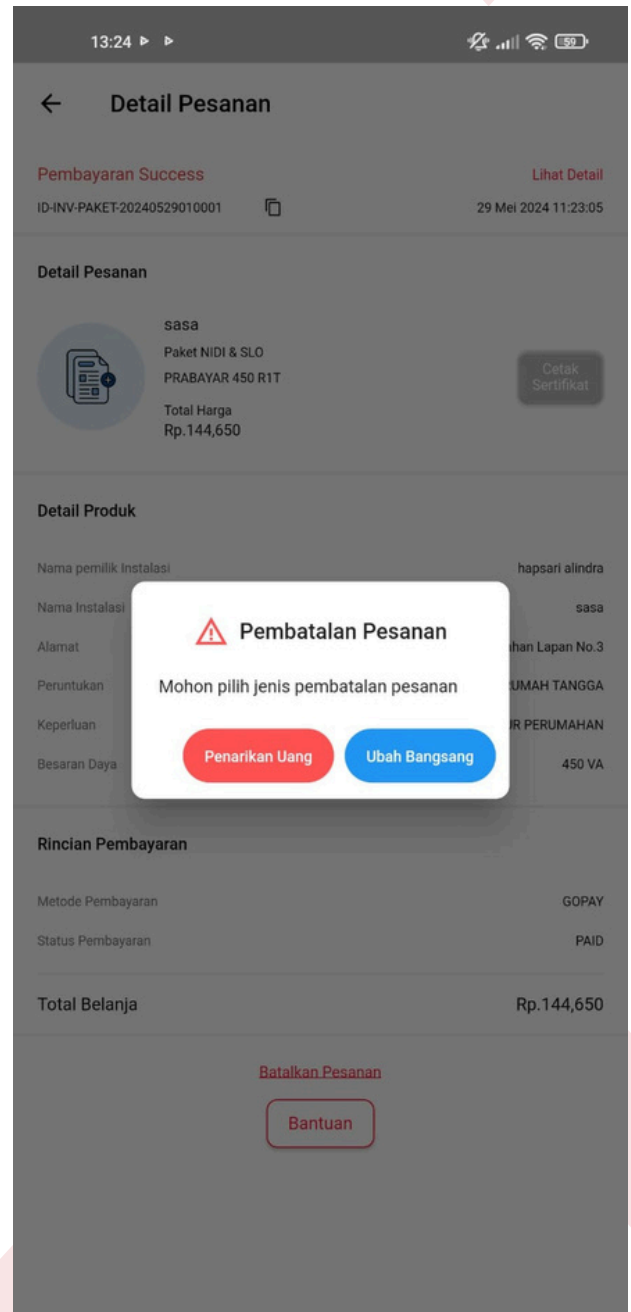 13:24
59
Detail Pesanan
Pembayaran Success
Lihat Detail
ID-INV-PAKET-20240529010001
29 Mei 2024 11:23:05
Detail Pesanan
sasa
Paket NIDI & SLO
PRABAYAR 450 R1T
Total Harga
Rp.144,650
Cetak
Sertifikat
Detail Produk
Nama pemilik Instalasi
hapsari alindra
Nama Instalasi
sasa
Alamat
Lapan No.3
Peruntukan
TANGGA
Keperluan
PERUMAHAN
Besaran Daya
450 VA
Pembatalan Pesanan
Mohon pilih jenis pembatalan pesanan
Penarikan Uang
Ubah Bangsang
Rincian Pembayaran
Metode Pembayaran
GOPAY
Status Pembayaran
PAID
Total Belanja
Rp.144,650
Batalkan Pesanan
Bantuan